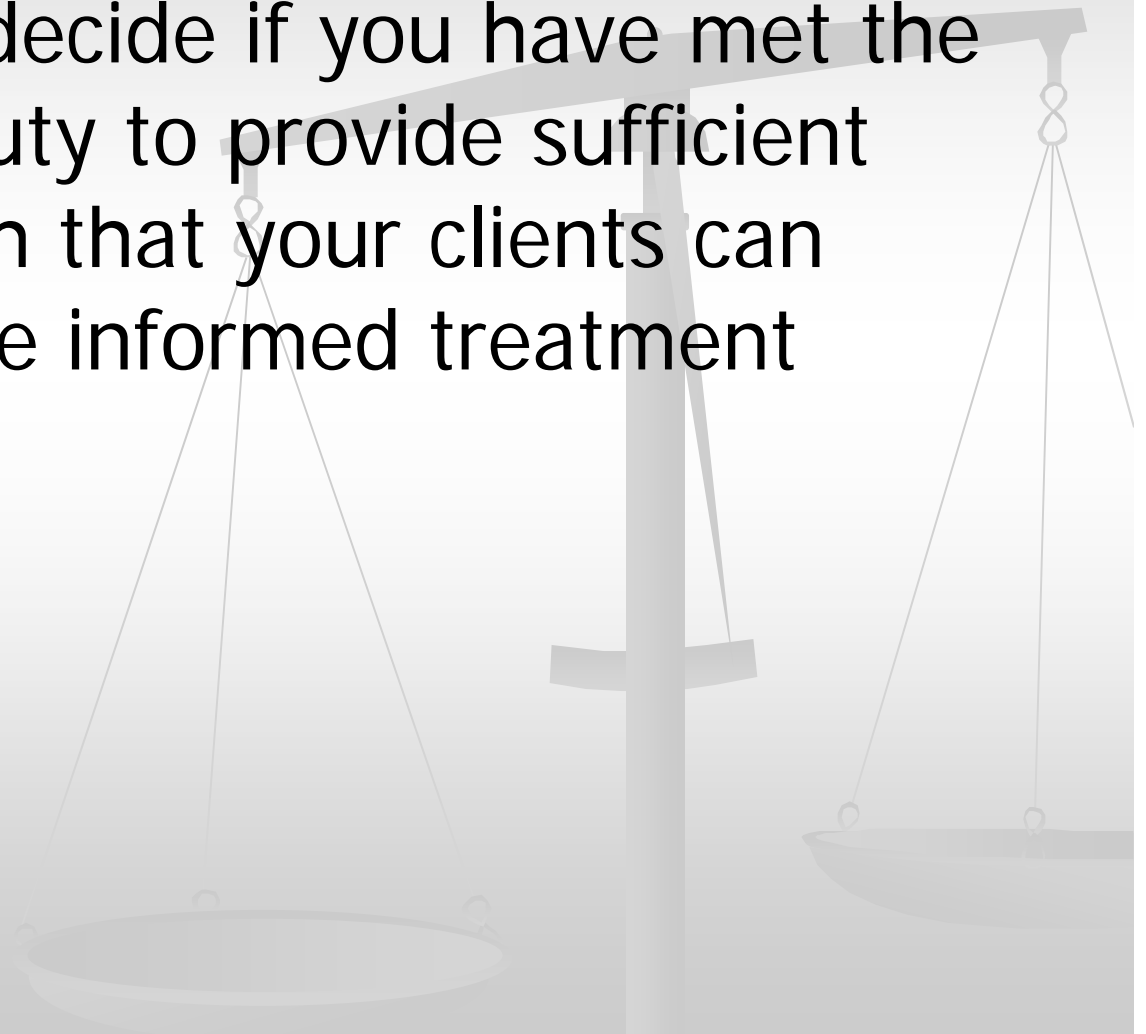 decide if you have met the
uty to provide sufficient
n that your clients can
e informed treatment